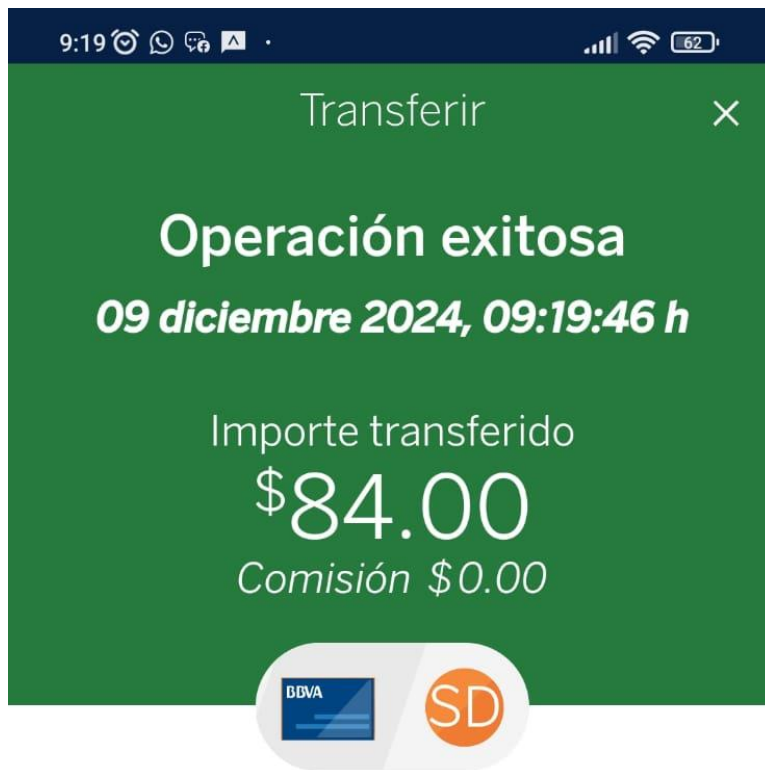 9:19
62
Transferir
Operación exitosa
09 diciembre 2024, 09:19:46 h
Importe transferido
$84.00
Comisión $0.00
BBVA
SD